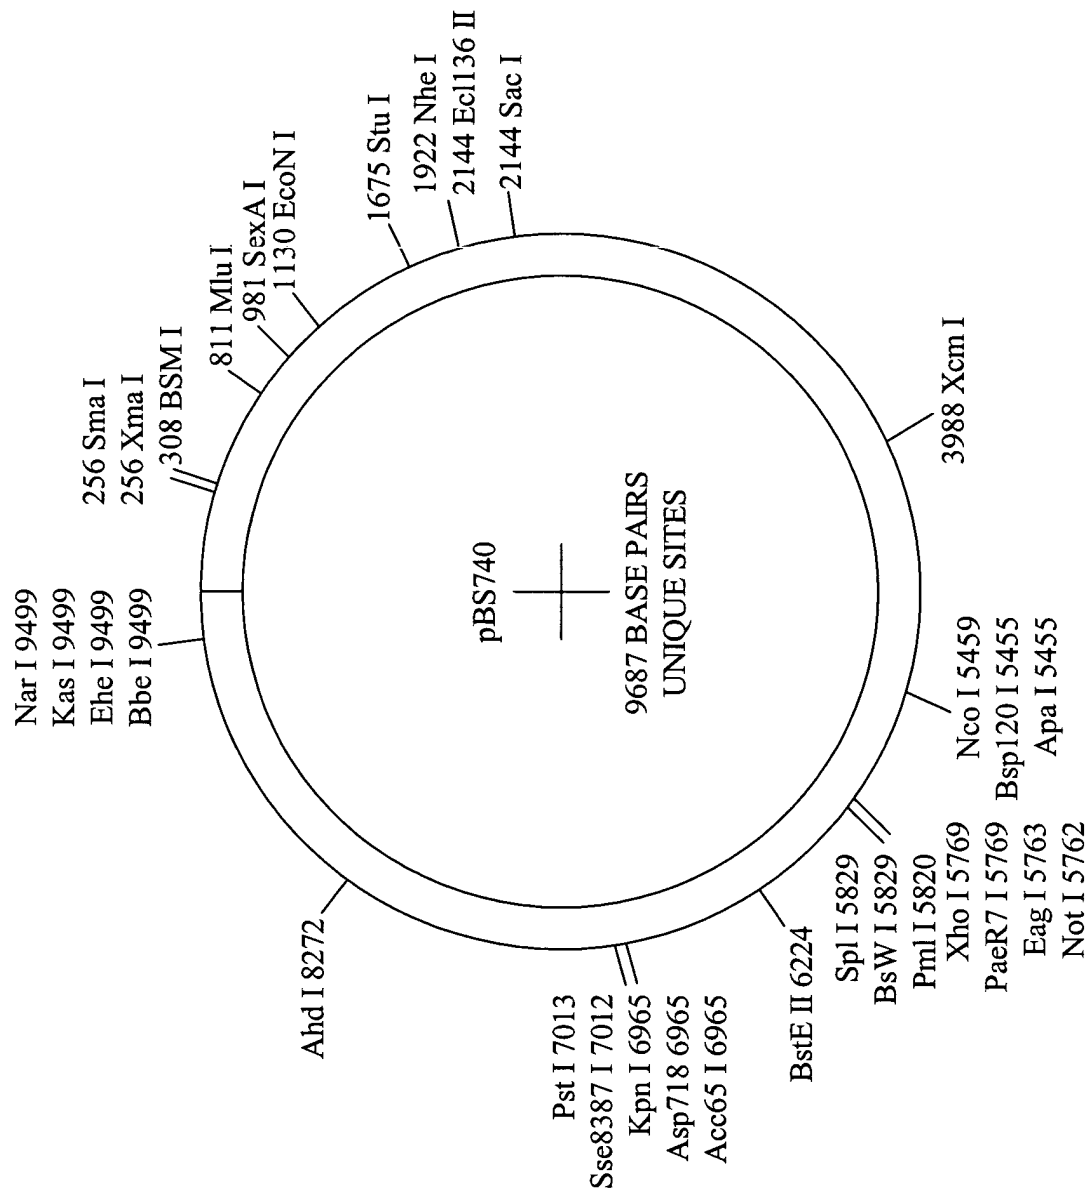 Nar I 9499
Kas I 9499
Ehe I 9499
Bbe I 9499
256 Sma I
256 Xma I
308 BSM I
811 Mlu I
981 SexA I
1130 EcoN I
1675 Stu I
1922 Nhe I
2144 Ecl136 II
2144 Sac I
3988 Xcm I
pBS740
9687 BASE PAIRS
UNIQUE SITES
Nco I 5459
Bsp120 I 5455
Apa I 5455
Spl I 5829
BsW I 5829
Pml I 5820
Xho I 5769
PaeR7 I 5769
Eag I 5763
Not I 5762
BstE II 6224
Pst I 7013
Sse8387 I 7012
Kpn I 6965
Asp718 6965
Acc65 I 6965
Ahd I 8272